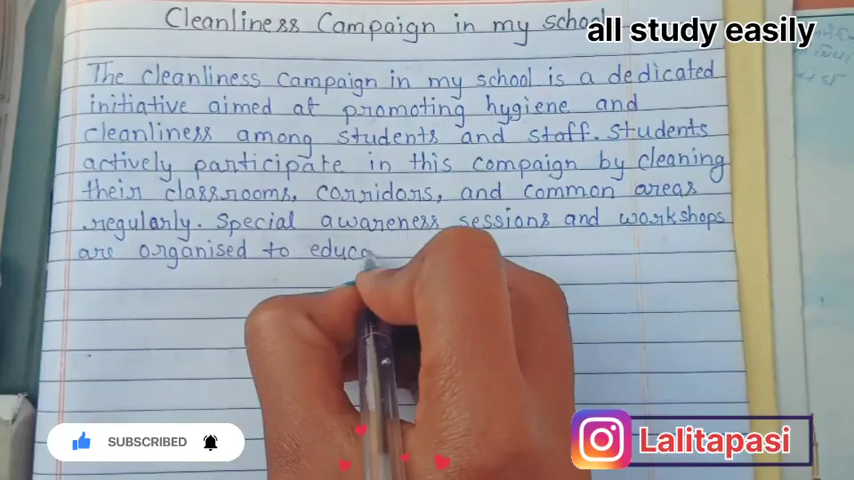 Cleanliness Campaign in my school
all study easily
The cleanliness campaign in my school is a dedicated
initiative aimed at promoting hygiene and
cleanliness among students and staff. Students
actively participate in this compaign by cleaning
their classrooms, corridors, and common areas
regularly. Special awareness sessions and workshops
are organised to educa
SUBSCRIBED
Lalitapasi